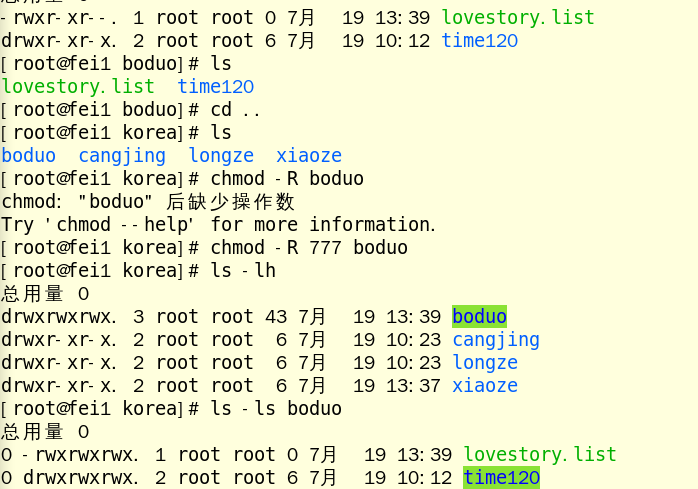 总用量 0
-rwxr-xr--. 1 root root 0 7月  19 13:39 lovestory.list
drwxr-xr-x. 2 root root 6 7月  19 10:12 time120
[root@fei1 boduo]# ls
lovestory.list  time120
[root@fei1 boduo]# cd ..
[root@fei1 korea]# ls
boduo  cangjing  longze  xiaoze
[root@fei1 korea]# chmod -R boduo
chmod: "boduo" 后缺少操作数
Try 'chmod --help' for more information.
[root@fei1 korea]# chmod -R 777 boduo
[root@fei1 korea]# ls -lh
总用量 0
drwxrwxrwx. 3 root root 43 7月  19 13:39 boduo
drwxr-xr-x. 2 root root  6 7月  19 10:23 cangjing
drwxr-xr-x. 2 root root  6 7月  19 10:23 longze
drwxr-xr-x. 2 root root  6 7月  19 13:37 xiaoze
[root@fei1 korea]# ls -ls boduo
总用量 0
0 -rwxrwxrwx. 1 root root 0 7月  19 13:39 lovestory.list
0 drwxrwxrwx. 2 root root 6 7月  19 10:12 time120